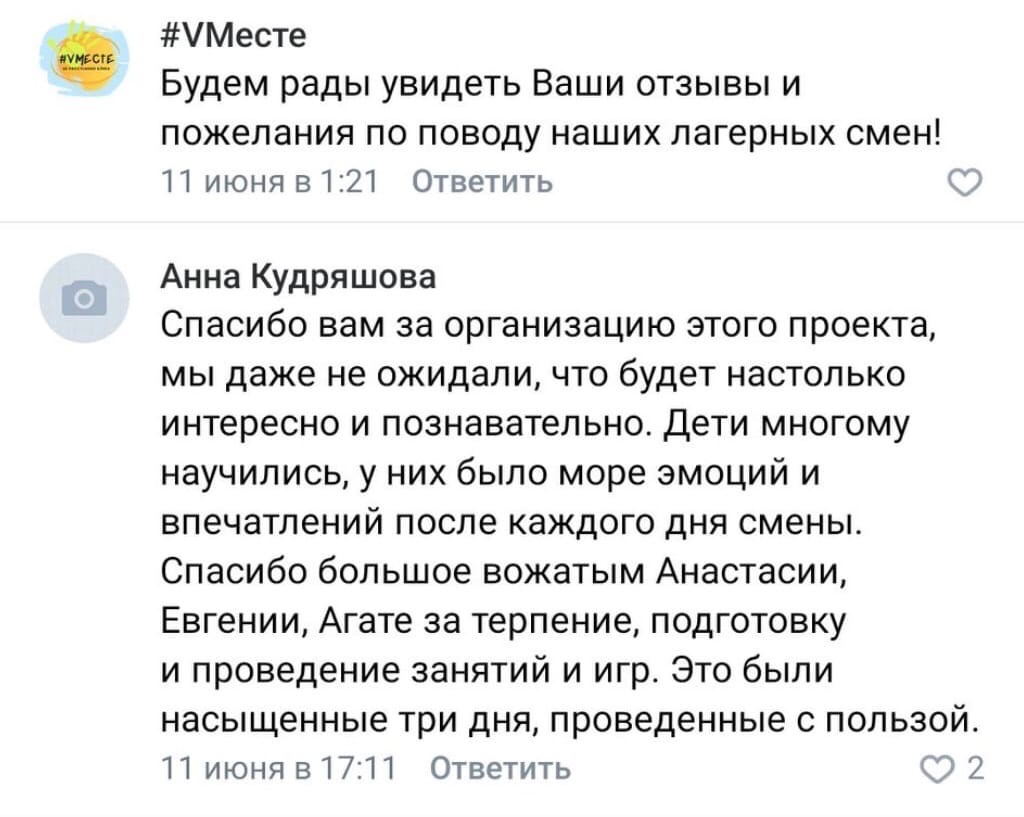 #VМесте
#VМЕСТЕ
Будем рады увидеть Ваши отзывы и
пожелания по поводу наших лагерных смен!
11 июня в 1:21 Ответить
Анна Кудряшова
Спасибо вам за организацию этого проекта,
мы даже не ожидали, что будет настолько
интересно и познавательно. Дети многому
научились, у них было море эмоций и
впечатлений после каждого дня смены.
Спасибо большое вожатым Анастасии,
Евгении, Агате за терпение, подготовку
и проведение занятий и игр. Это были
насыщенные три дня, проведенные с пользой.
11 июня в 17:11 Ответить 2